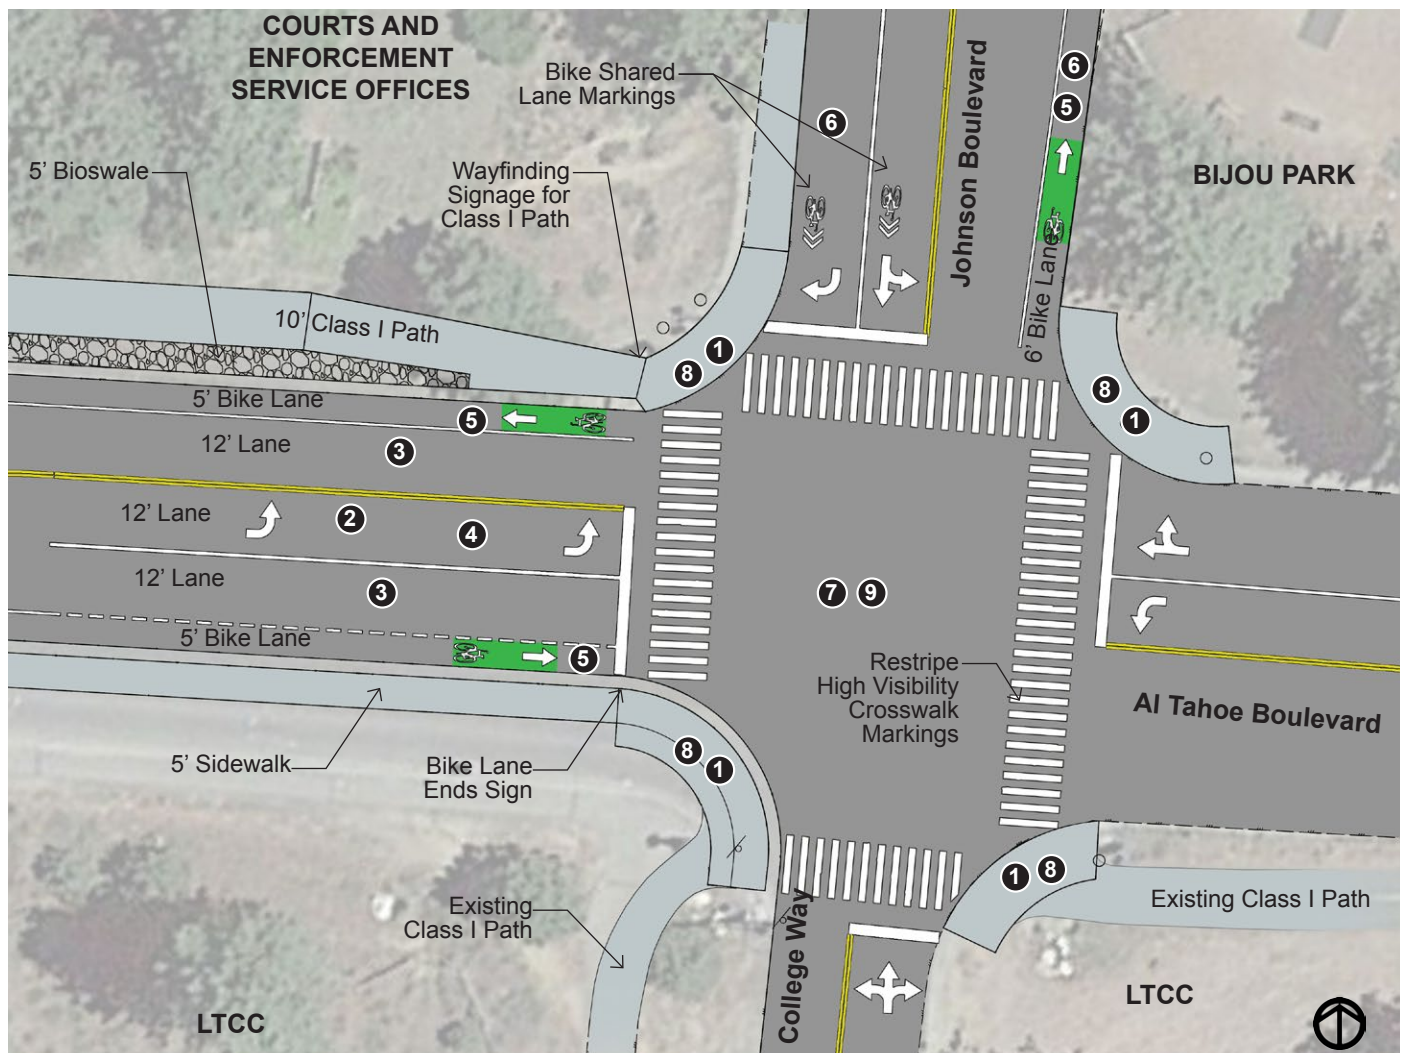 COURTS AND
ENFORCEMENT
SERVICE OFFICES
Bike Shared
Lane Markings
Johnson Boulevard
6
5
6
5’ Bioswale
Wayfinding
Signage for
Class I Path
BIJOU PARK
6’ Bike Lane
10’ Class I Path
1
8
8
1
5’ Bike Lane
5
12’ Lane
3
12’ Lane
2
4
12’ Lane
3
7
9
5’ Bike Lane
5
Restripe
High Visibility
Crosswalk
Markings
Al Tahoe Boulevard
5’ Sidewalk
Bike Lane
Ends Sign
8
1
1
8
Existing
Class I Path
Existing Class I Path
College Way
LTCC
LTCC